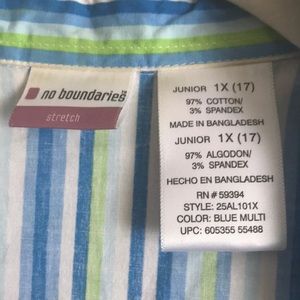 no boundaries
stretch
JUNIOR 1X (17)
97% COTTON/
3% SPANDEX
MADE IN BANGLADESH
JUNIOR 1X (17)
97% ALGODON/
3% SPANDEX
HECHO EN BANGLADESH
RN # 59394
STYLE: 25AL101X
COLOR: BLUE MULTI
UPC: 605355 55488